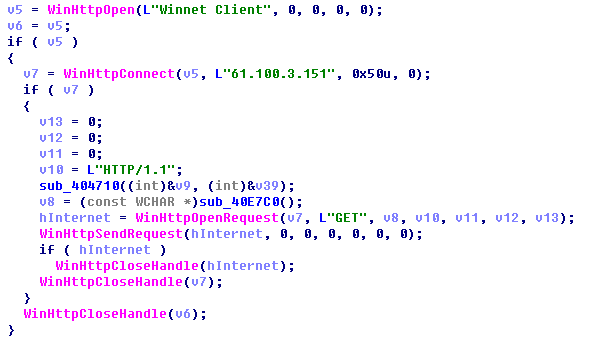 v5 = WinHttpOpen(L"Winnet Client", 0, 0, 0, 0);
v6 = v5;
if ( v5 )
{
v7 = WinHttpConnect(v5, L"61.100.3.151", 0x50u, 0);
if ( v7 )
{
v13 = 0;
v12 = 0;
v11 = 0;
v10 = L"HTTP/1.1";
sub_404710((int)&v9, (int)&v39);
v8 = (const WCHAR *)sub_40E7C0();
hInternet = WinHttpOpenRequest(v7, L"GET", v8, v10, v11, v12, v13);
WinHttpSendRequest(hInternet, 0, 0, 0, 0, 0, 0);
if ( hInternet )
WinHttpCloseHandle(hInternet);
WinHttpCloseHandle(v7);
}
WinHttpCloseHandle(v6);
}